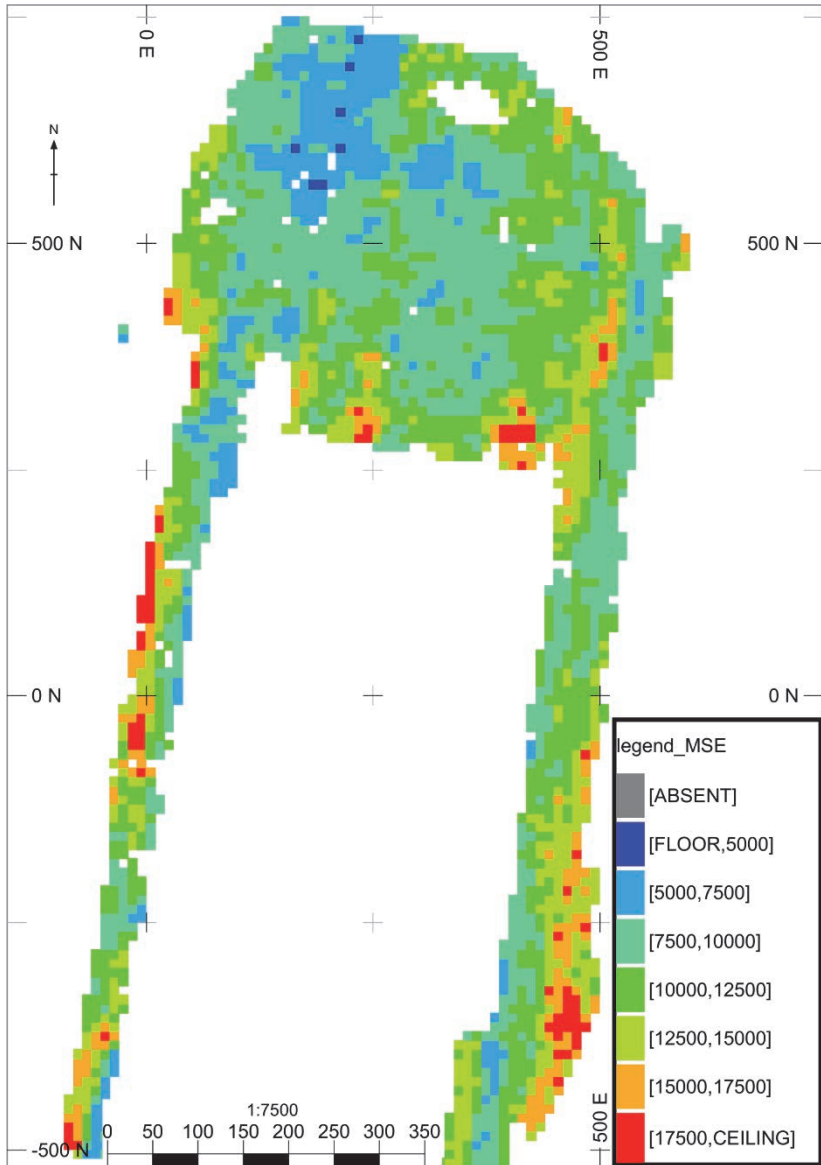 0 E
500 E
N
500 N
500 N
0 N
0 N
legend_MSE
[ABSENT]
[FLOOR,5000]
[5000,7500]
[7500,10000]
[10000,12500]
[12500,15000]
[15000,17500]
[17500,CEILING]
500 E
1:7500
-500 N
0 50 100 150 200 250 300 350